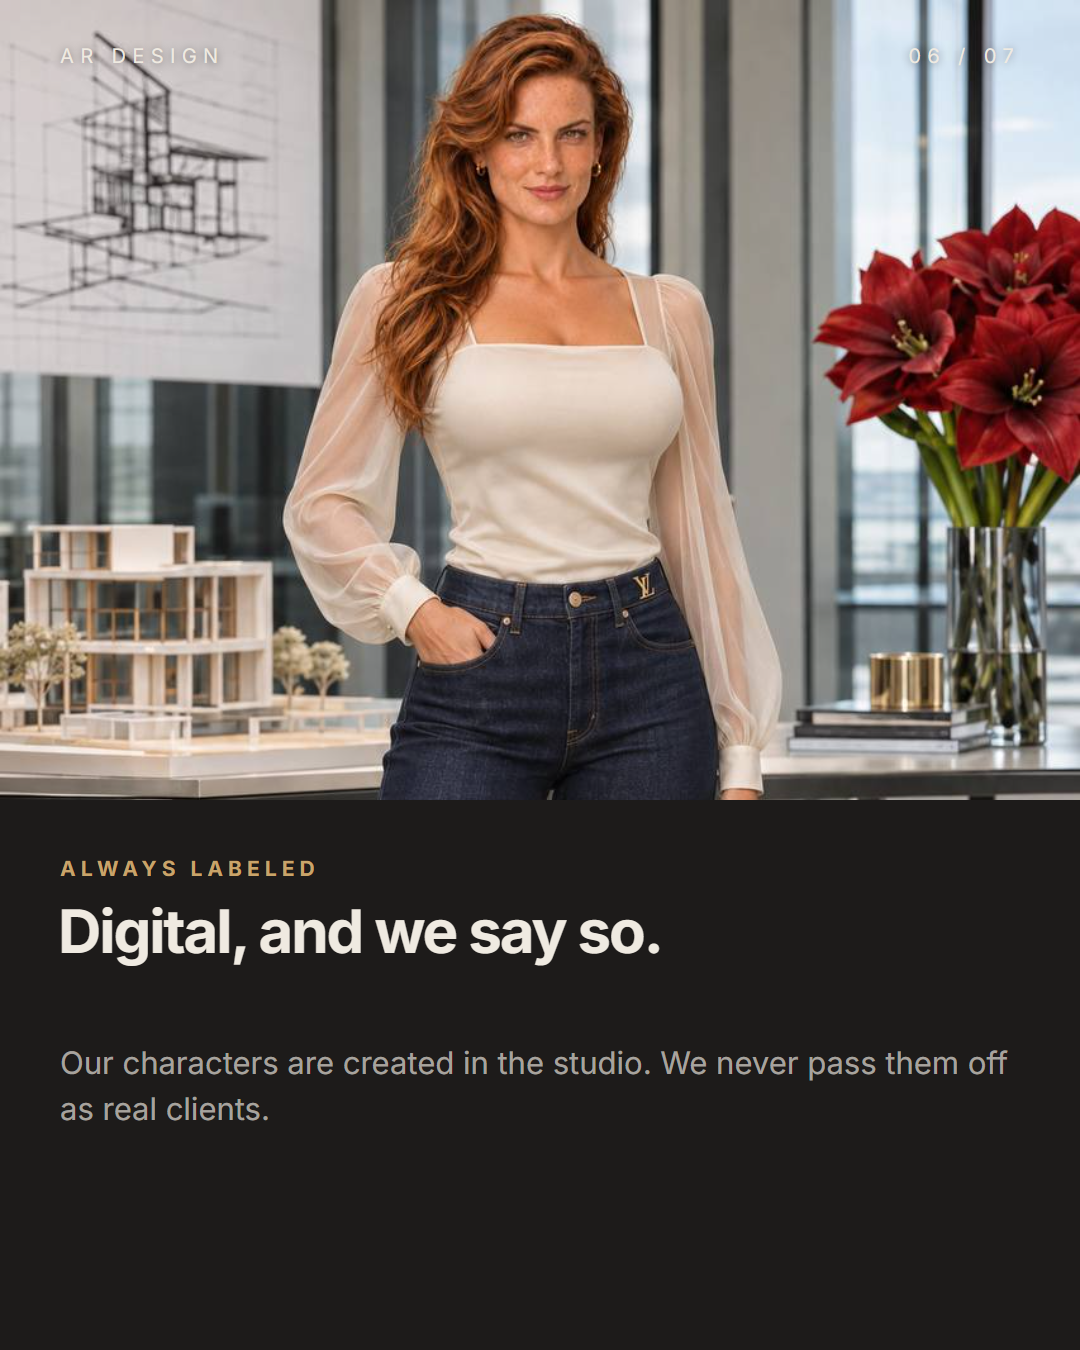 AR DESIGN
06 / 07
LV
ALWAYS LABELED
Digital, and we say so.
Our characters are created in the studio. We never pass them off
as real clients.